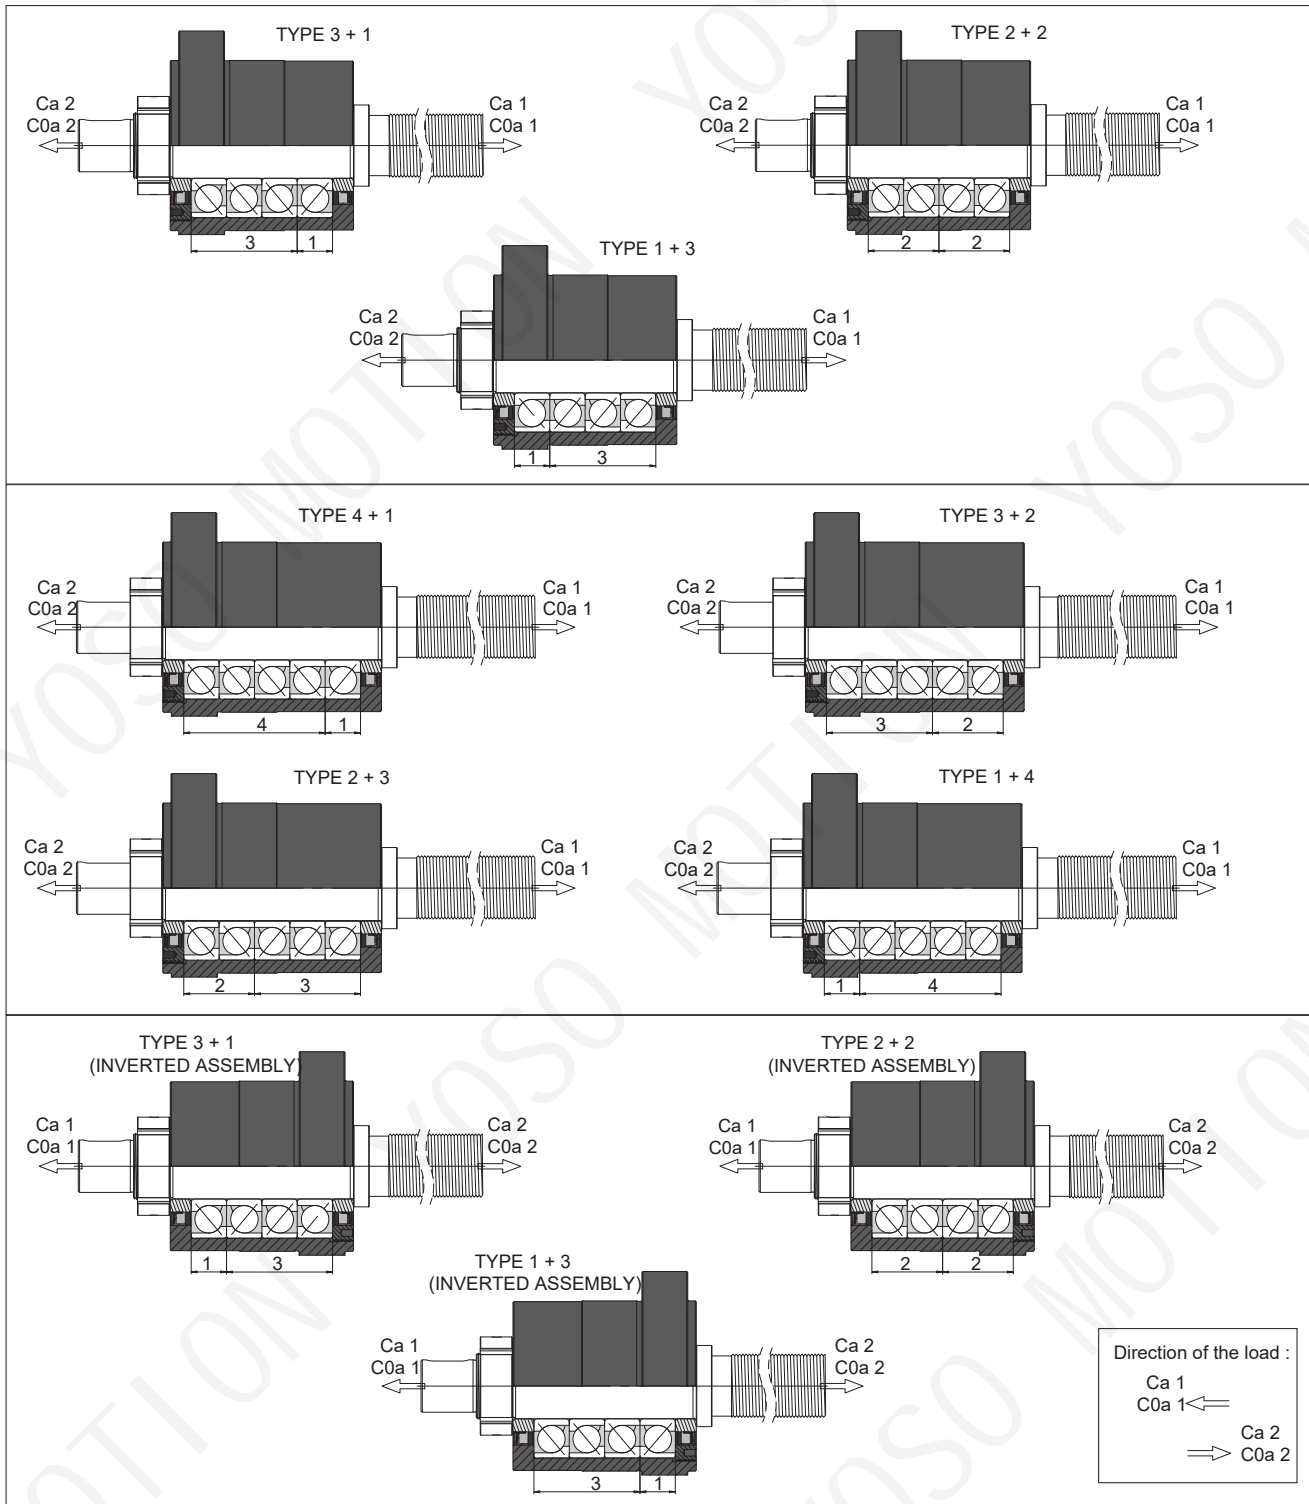 TYPE 3 + 1
Ca 2
C0a 2
Ca 1
C0a 1
3
1
TYPE 2 + 2
Ca 2
C0a 2
Ca 1
C0a 1
2
2
TYPE 1 + 3
Ca 2
C0a 2
Ca 1
C0a 1
1
3
TYPE 4 + 1
Ca 2
C0a 2
Ca 1
C0a 1
4
1
TYPE 3 + 2
Ca 2
C0a 2
Ca 1
C0a 1
3
2
TYPE 2 + 3
Ca 2
C0a 2
Ca 1
C0a 1
2
3
TYPE 1 + 4
Ca 2
C0a 2
Ca 1
C0a 1
1
4
TYPE 3 + 1
(INVERTED ASSEMBLY)
Ca 1
C0a 1
Ca 2
C0a 2
1
3
TYPE 2 + 2
(INVERTED ASSEMBLY)
Ca 1
C0a 1
Ca 2
C0a 2
2
2
TYPE 1 + 3
(INVERTED ASSEMBLY)
Ca 1
C0a 1
Ca 2
C0a 2
3
1
Direction of the load :
Ca 1
C0a 1
Ca 2
C0a 2
YOSO MOTION
YOSO MOTION
YOSO MOTION
YOSO MOTION